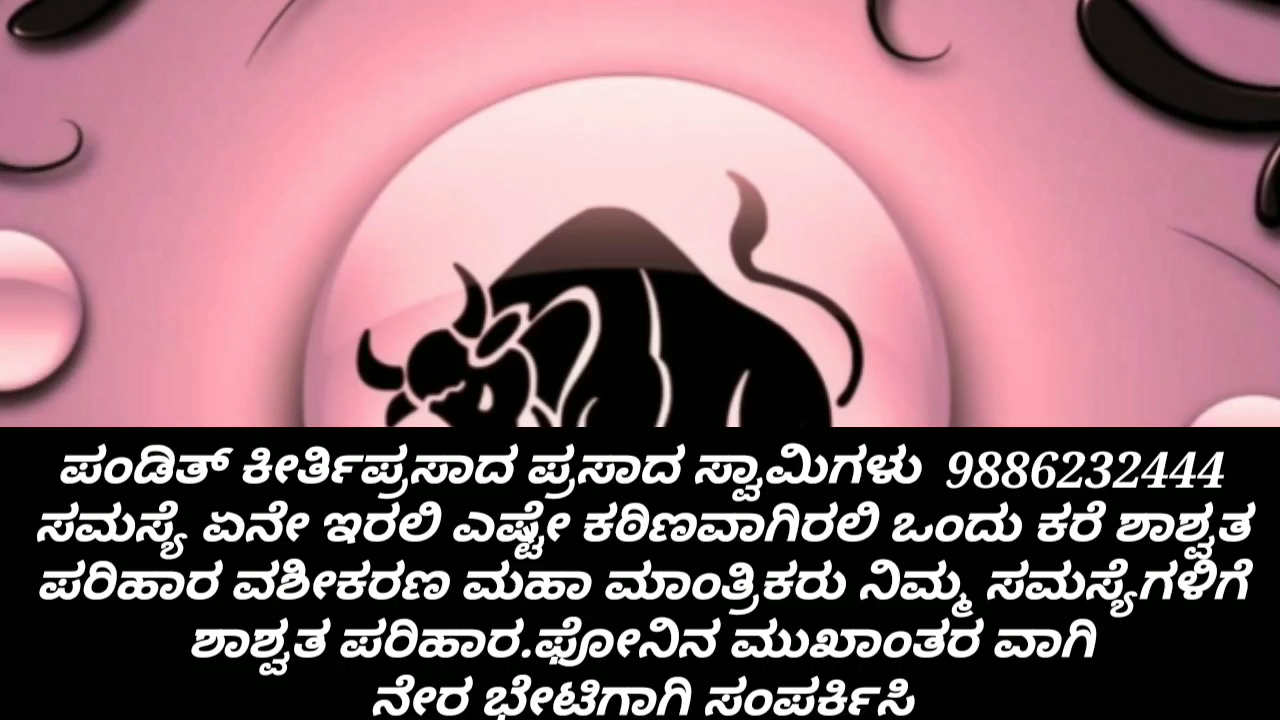 ಪಂಡಿತ್ ಕೀರ್ತಿಪ್ರಸಾದ ಪ್ರಸಾದ ಸ್ವಾಮಿಗಳು 9886232444
ಸಮಸ್ಯೆ ಏನೇ ಇರಲಿ ಎಷ್ಟೇ ಕಠಿಣವಾಗಿರಲಿ ಒಂದು ಕರೆ ಶಾಶ್ವತ
ಪರಿಹಾರ ವಶೀಕರಣ ಮಹಾ ಮಾಂತ್ರಿಕರು ನಿಮ್ಮ ಸಮಸ್ಯೆಗಳಿಗೆ
ಶಾಶ್ವತ ಪರಿಹಾರ.ಫೋನಿನ ಮುಖಾಂತರ ವಾಗಿ
ನೇರ ಭೇಟಿಗಾಗಿ ಸಂಪರ್ಕಿಸಿ